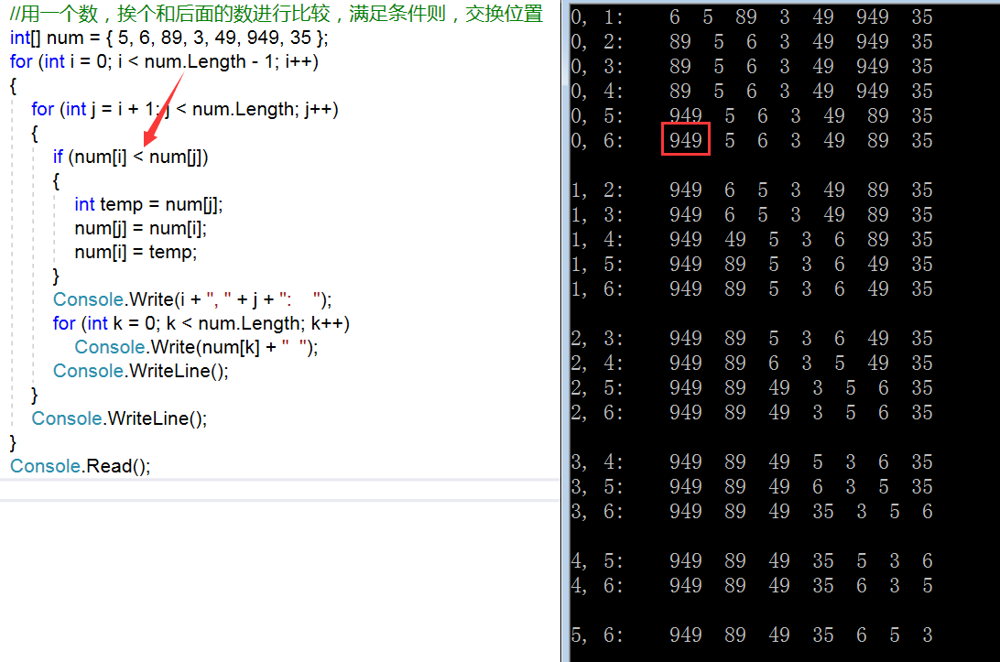 //用一个数，挨个和后面的数进行比较，满足条件则，交换位置
int[] num = { 5, 6, 89, 3, 49, 949, 35 };
for (int i = 0; i < num.Length - 1; i++)
{
for (int j = i + 1; j < num.Length; j++)
{
if (num[i] < num[j])
{
int temp = num[j];
num[j] = num[i];
num[i] = temp;
}
Console.Write(i + ", " + j + ":    ");
for (int k = 0; k < num.Length; k++)
Console.Write(num[k] + "  ");
Console.WriteLine();
}
Console.WriteLine();
}
Console.Read();
0, 1:    6  5  89  3  49  949  35
0, 2:    89  5  6  3  49  949  35
0, 3:    89  5  6  3  49  949  35
0, 4:    89  5  6  3  49  949  35
0, 5:    949  5  6  3  49  89  35
0, 6:    949  5  6  3  49  89  35
1, 2:    949  6  5  3  49  89  35
1, 3:    949  6  5  3  49  89  35
1, 4:    949  49  5  3  6  89  35
1, 5:    949  89  5  3  6  49  35
1, 6:    949  89  5  3  6  49  35
2, 3:    949  89  5  3  6  49  35
2, 4:    949  89  6  3  5  49  35
2, 5:    949  89  49  3  5  6  35
2, 6:    949  89  49  3  5  6  35
3, 4:    949  89  49  5  3  6  35
3, 5:    949  89  49  6  3  5  35
3, 6:    949  89  49  35  3  5  6
4, 5:    949  89  49  35  5  3  6
4, 6:    949  89  49  35  6  3  5
5, 6:    949  89  49  35  6  5  3